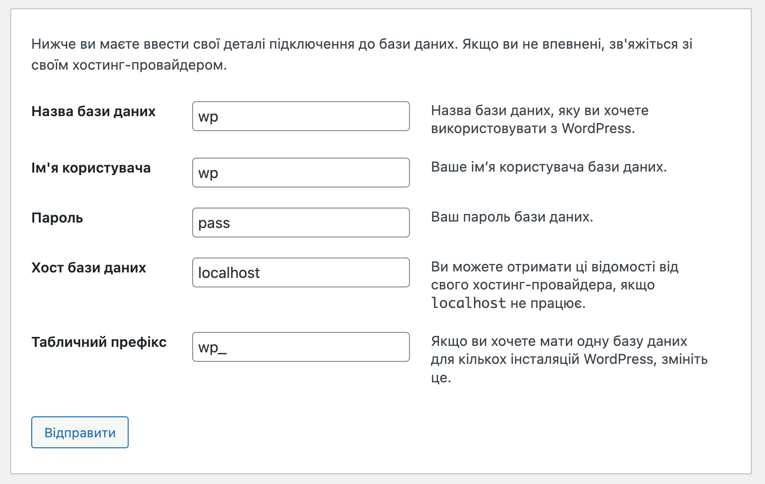 Нижче ви маєте ввести свої деталі підключення до бази даних. Якщо ви не впевнені, зв'яжіться зі
своїм хостинг-провайдером.
Назва бази даних
wp
Назва бази даних, яку ви хочете
використовувати з WordPress.
Ім'я користувача
wp
Ваше ім’я користувача бази даних.
Пароль
pass
Ваш пароль бази даних.
Хост бази даних
localhost
Ви можете отримати ці відомості від
свого хостинг-провайдера, якщо
localhost не працює.
Табличний префікс
wp_
Якщо ви хочете мати одну базу даних
для кількох інсталяцій WordPress, змініть
це.
Відправити